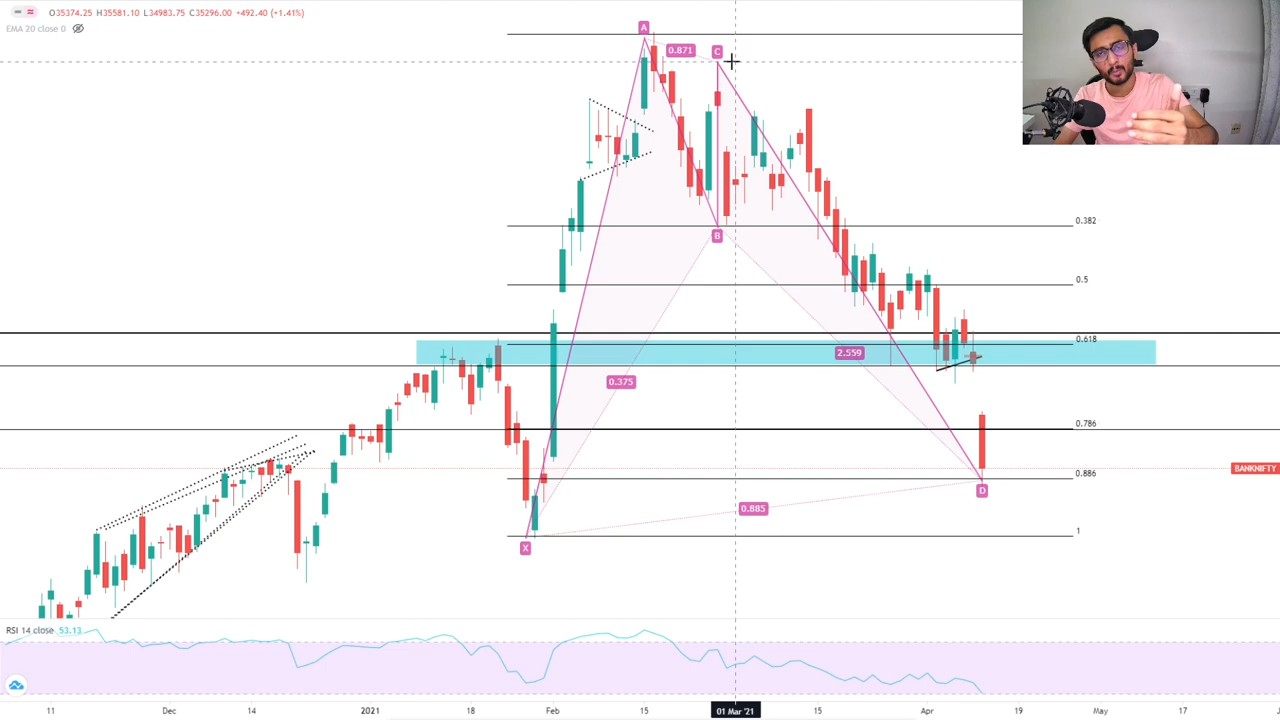 O35374.25 H35581.10 L34983.75 C35296.00 +492.40 (+1.41%)
EMA 20 close 0
A
0.871
C
B
0.382
0.5
0.618
2.559
0.375
0.786
BANKNIFTY
0.886
D
0.885
1
X
RSI 14 close 53.13
11 Dec 14 2021 18 Feb 15 01 Mar '21 15 Apr 19 May 17